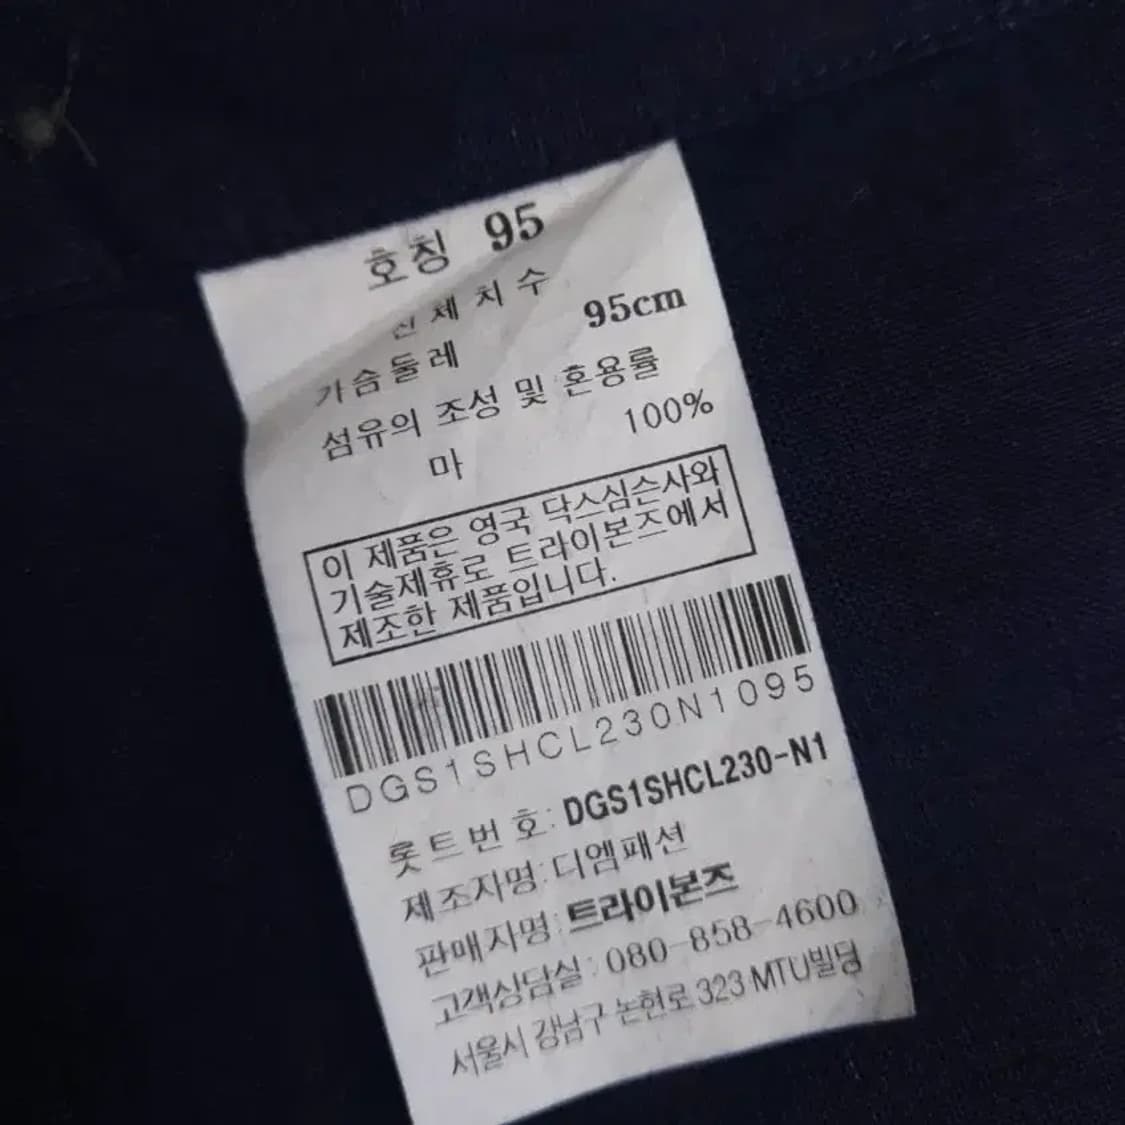 호칭 95
신체치수
가슴둘레 95cm
섬유의 조성 및 혼용률
마 100%
이 제품은 영국 닥스심슨사와
기술제휴로 트라이본즈에서
제조한 제품입니다.
DGS1SHCL230N1095
롯트번호: DGS1SHCL230-N1
제조자명: 디엠패션
판매자명: 트라이본즈
고객상담실: 080-858-4600
서울시 강남구 논현로 323 MTU빌딩